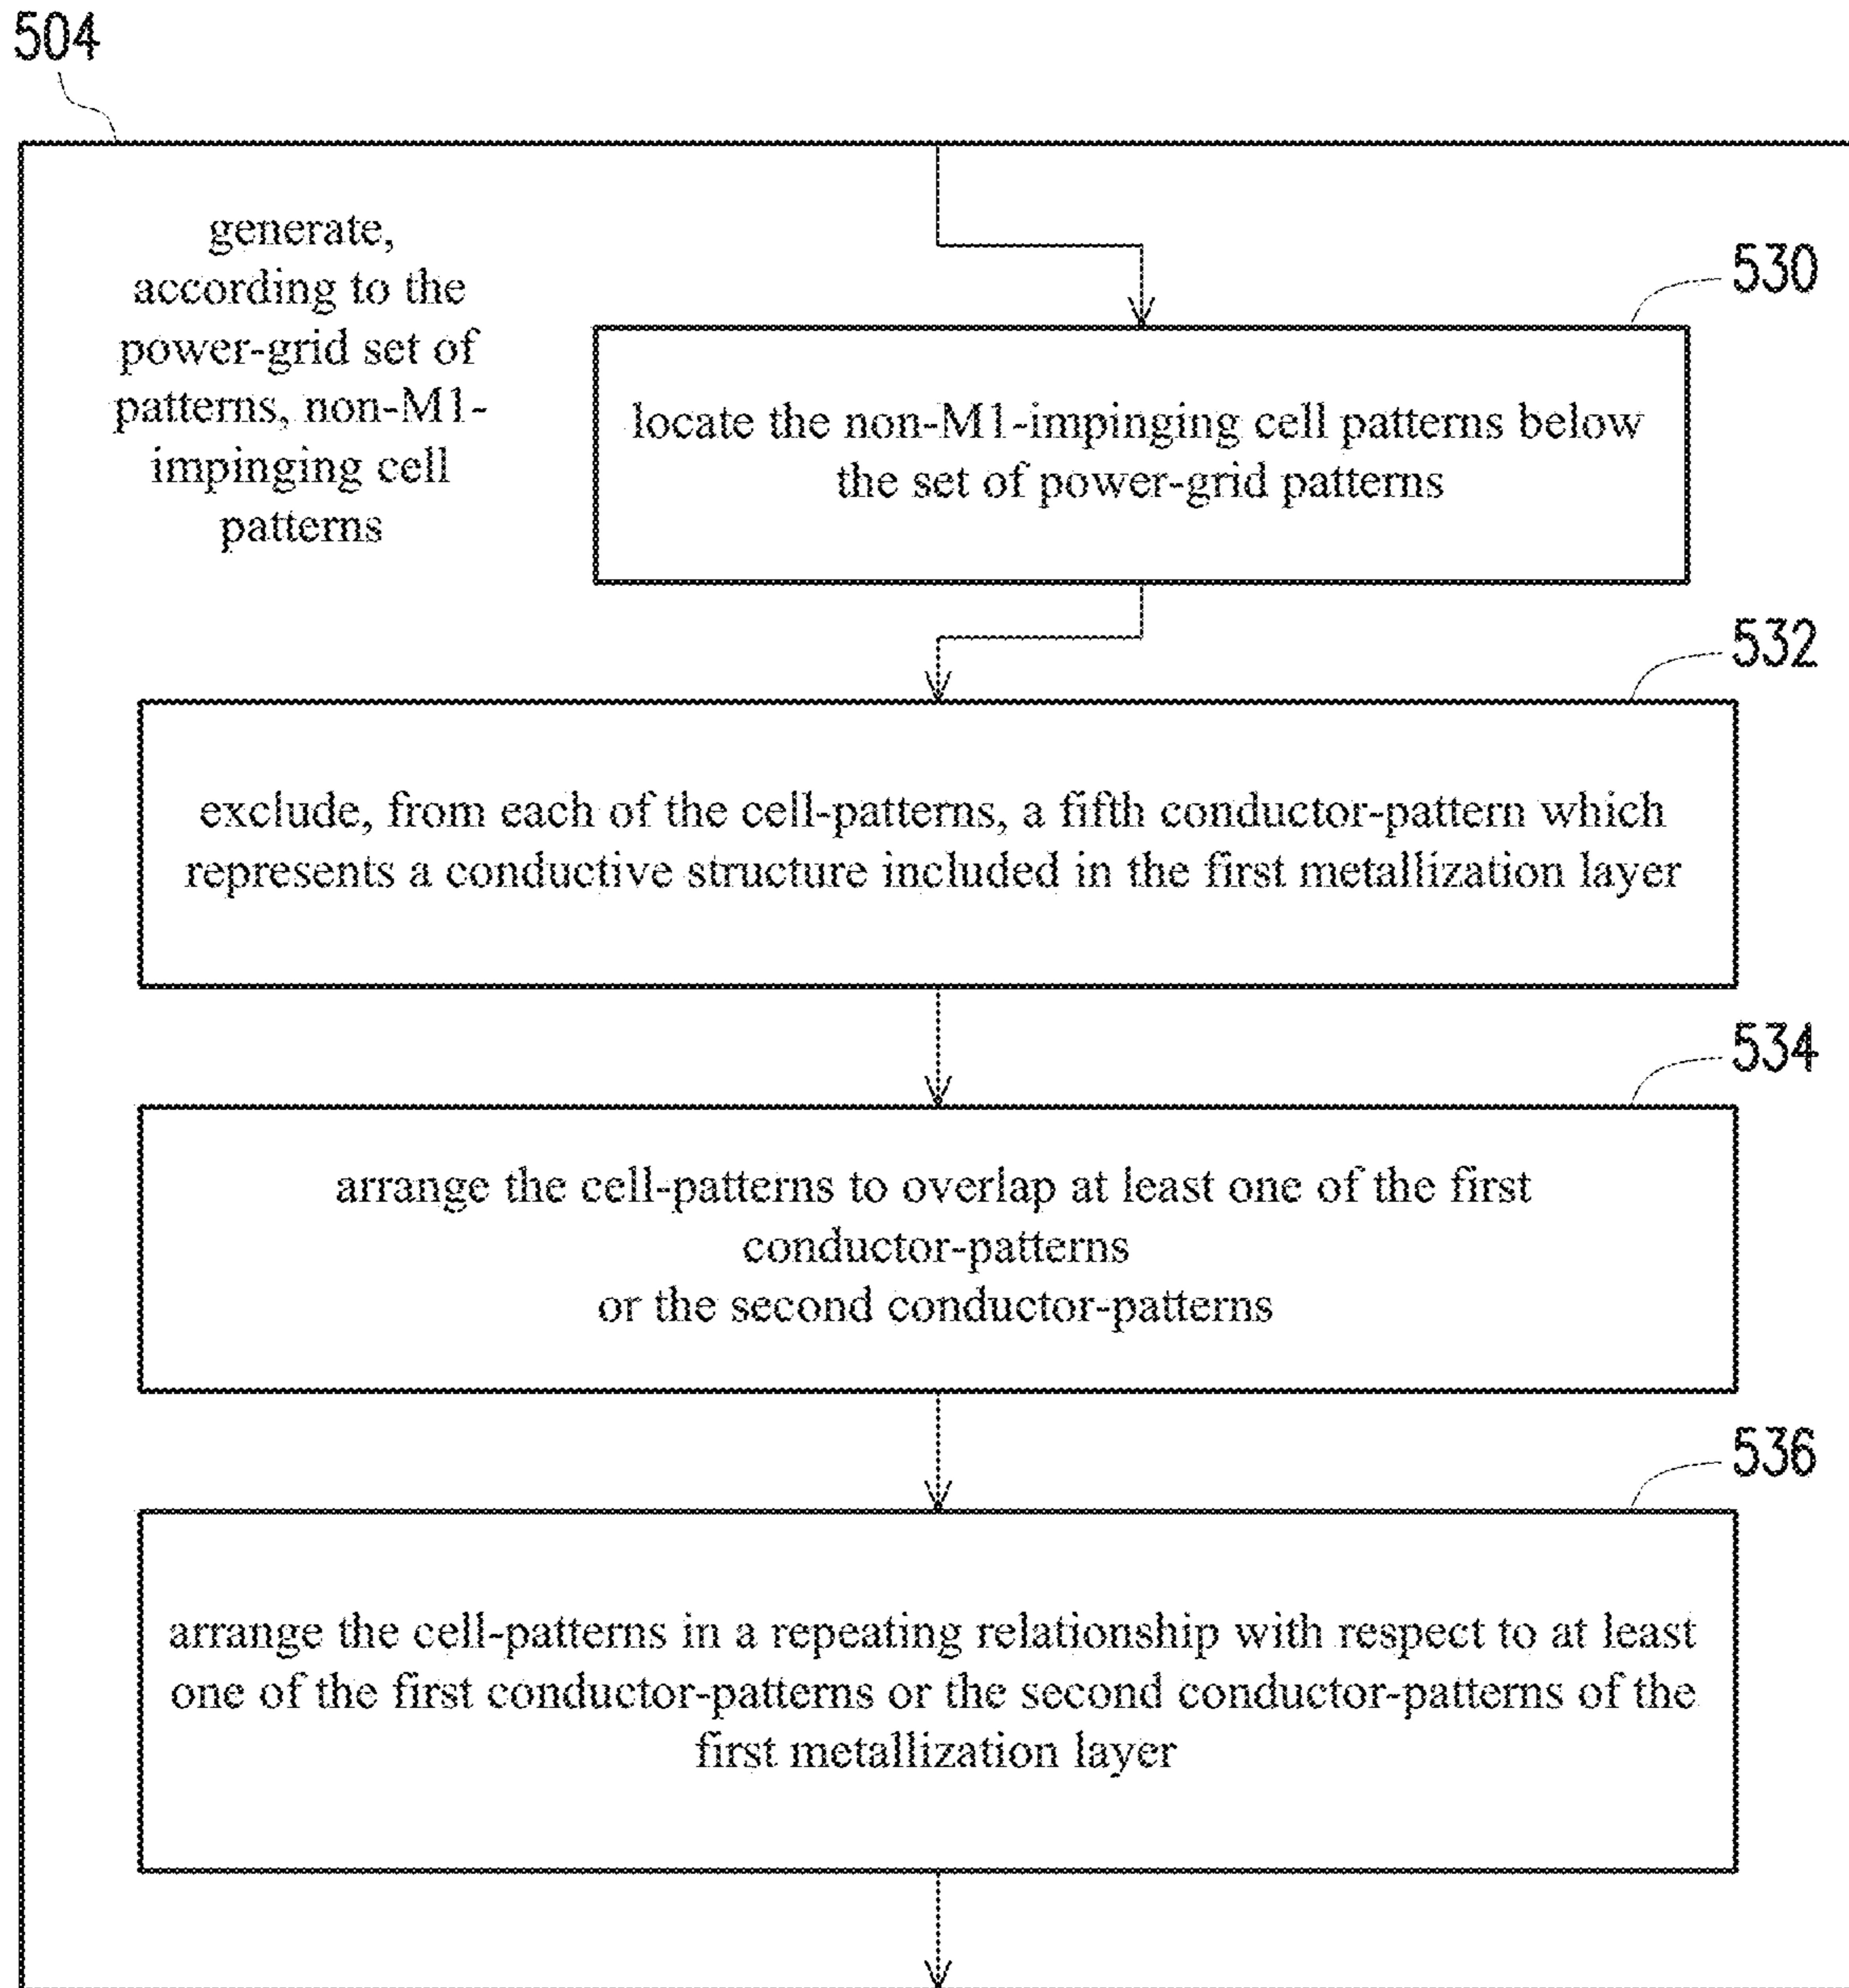 504
generate,
according to the
power-grid set of
patterns, non-M1-
impinging cell
patterns
530
locate the non-M1-impinging cell patterns below
the set of power-grid patterns
532
exclude, from each of the cell-patterns, a fifth conductor-pattern which
represents a conductive structure included in the first metallization layer
534
arrange the cell-patterns to overlap at least one of the first
conductor-patterns
or the second conductor-patterns
536
arrange the cell-patterns in a repeating relationship with respect to at least
one of the first conductor-patterns or the second conductor-patterns of the
first metallization layer